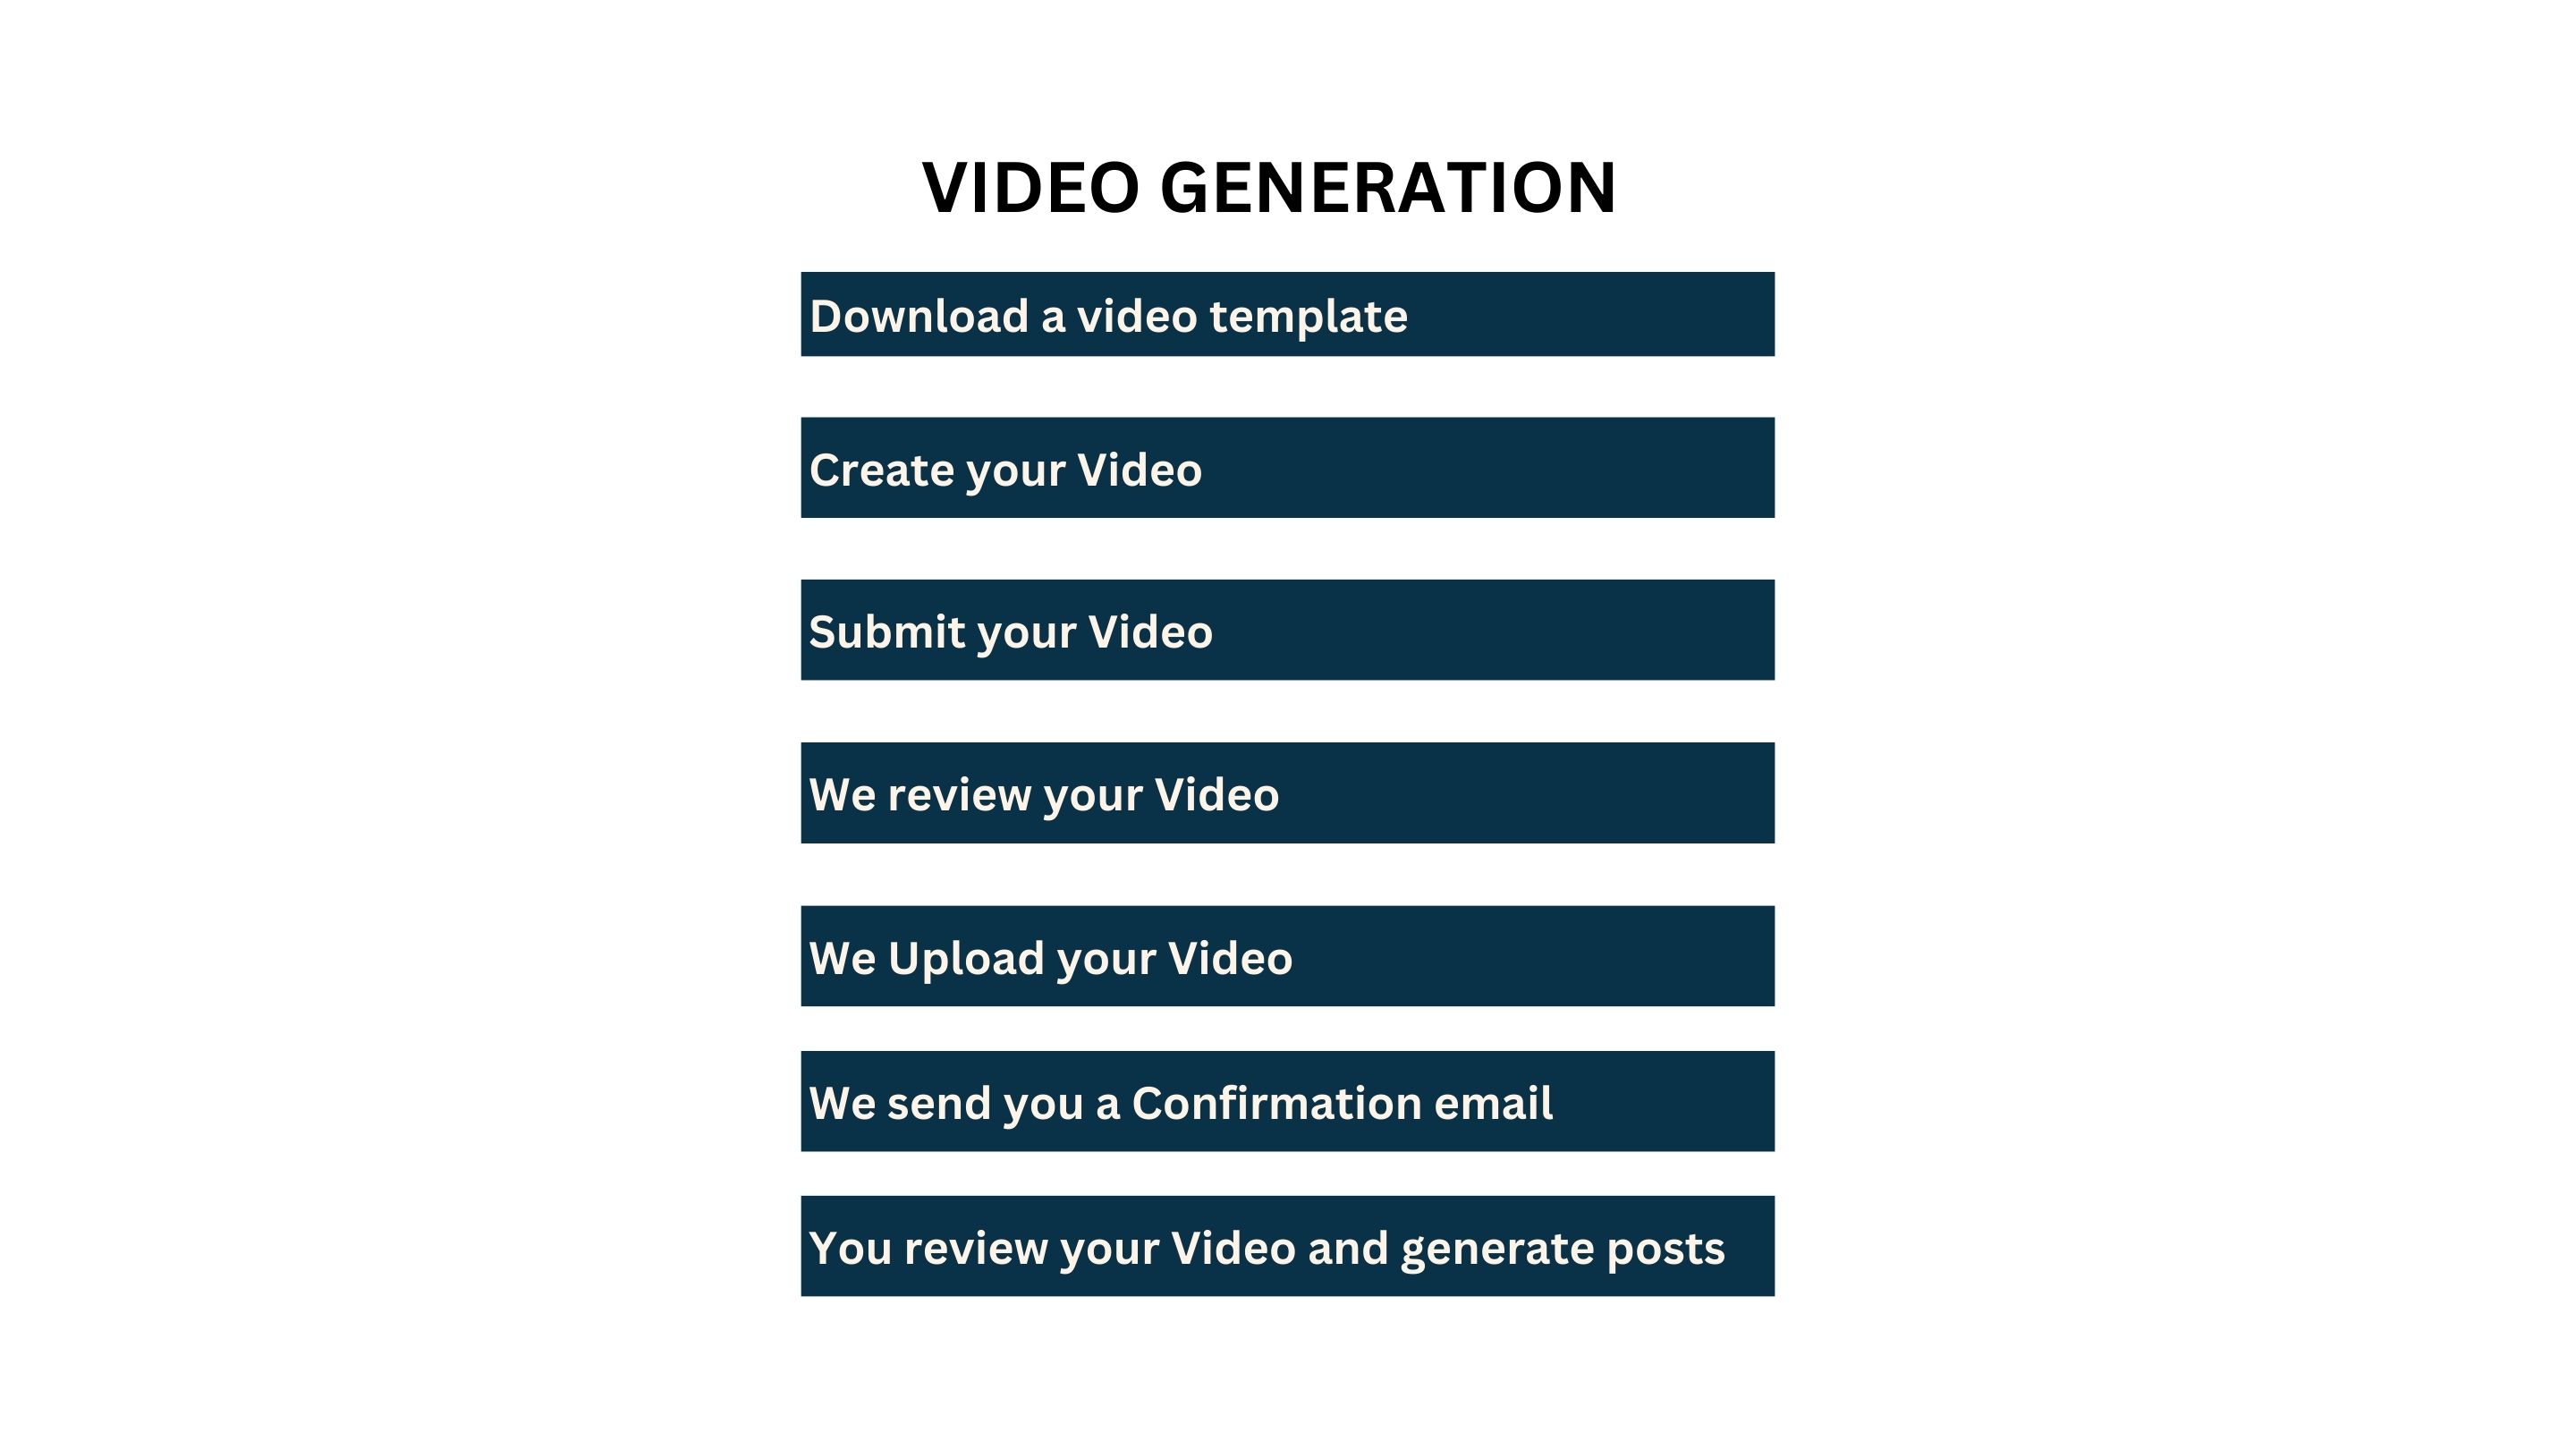 VIDEO GENERATION
Download a video template
Create your Video
Submit your Video
We review your Video
We Upload your Video
We send you a Confirmation email
You review your Video and generate posts